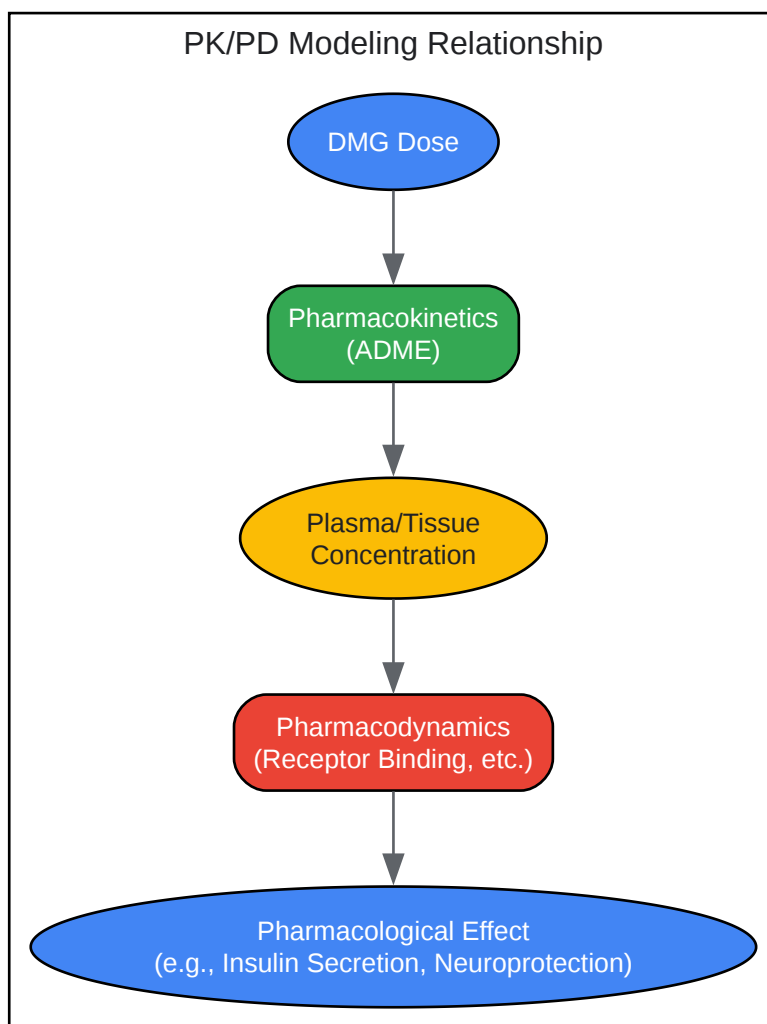 PK/PD Modeling Relationship
DMG Dose
Pharmacokinetics
(ADME)
Plasma/Tissue
Concentration
Pharmacodynamics
(Receptor Binding, etc.)
Pharmacological Effect
(e.g., Insulin Secretion, Neuroprotection)